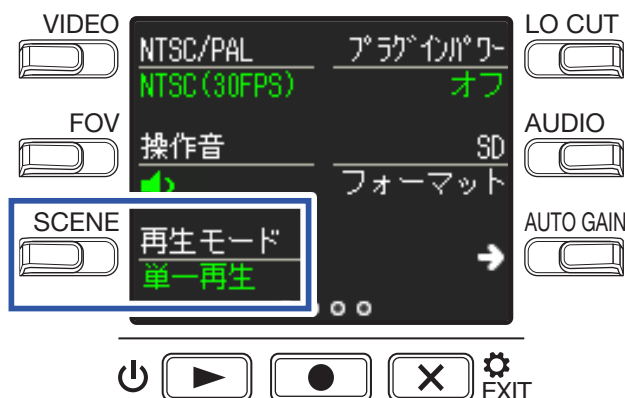 VIDEO
LO CUT
NTSC/PAL
プラグインパワー
NTSC(30FPS)
オフ
FOV
AUDIO
操作音
SD
フォーマット
SCENE
AUTO GAIN
再生モード
単一再生
EXIT